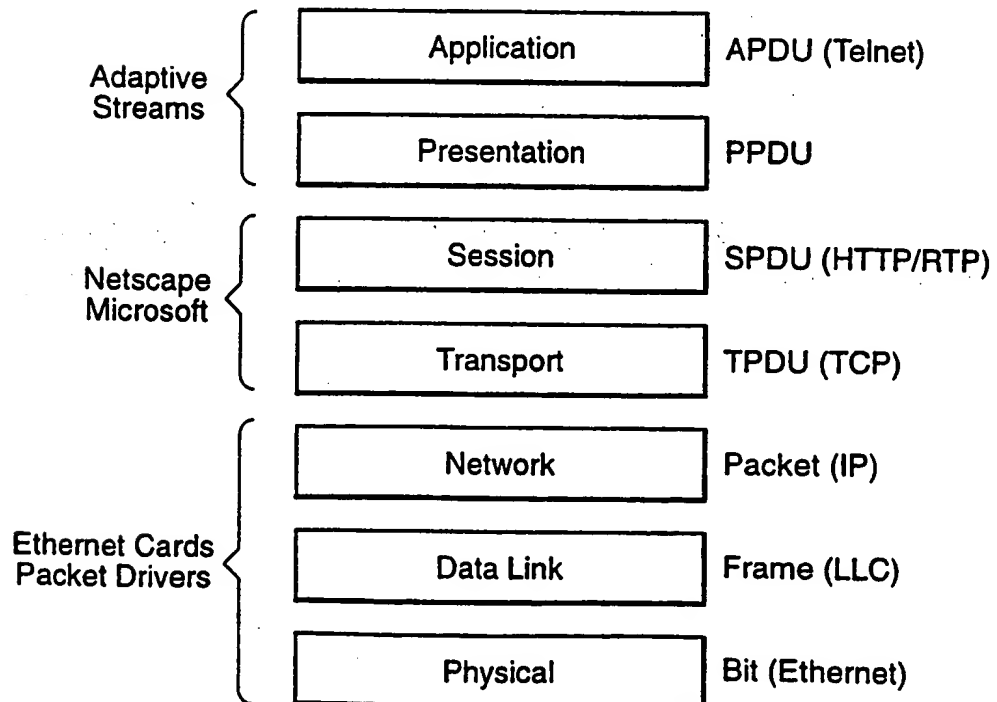 Application APDU (Telnet)
Adaptive
Streams
Presentation PPDU
Session SPDU (HTTP/RTP)
Netscape
Microsoft
Transport TPDU (TCP)
Network Packet (IP)
Ethernet Cards
Packet Drivers
Data Link Frame (LLC)
Physical Bit (Ethernet)